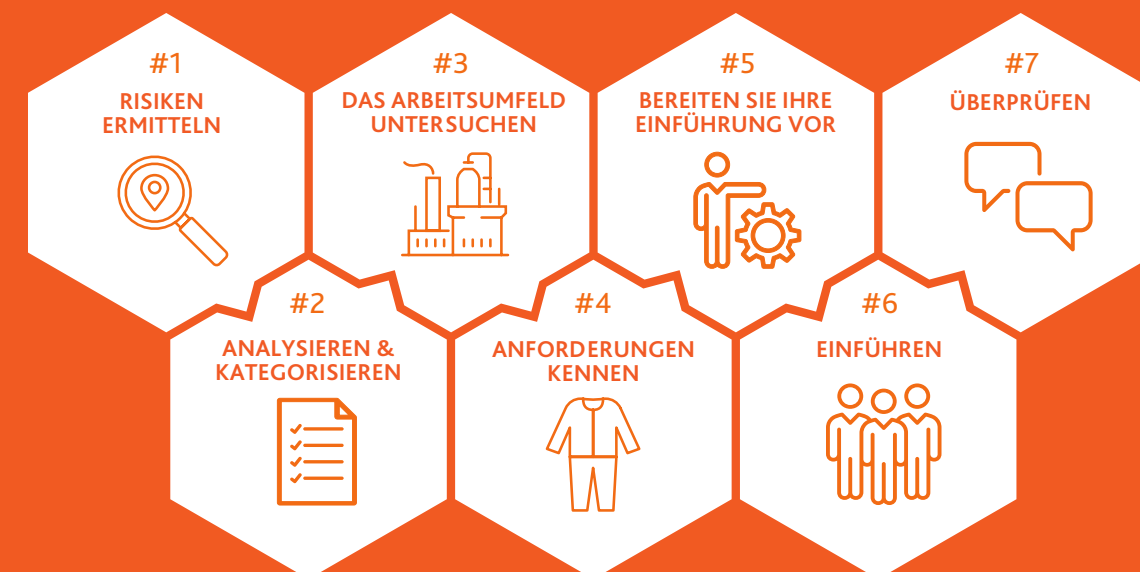 #1
RISIKEN
ERMITTELN
#2
ANALYSIEREN &
KATEGORISIEREN
#3
DAS ARBEITSUMFELD
UNTERSUCHEN
#4
ANFORDERUNGEN
KENNEN
#5
BEREITEN SIE IHRE
EINFÜHRUNG VOR
#6
EINFÜHREN
#7
ÜBERPRÜFEN